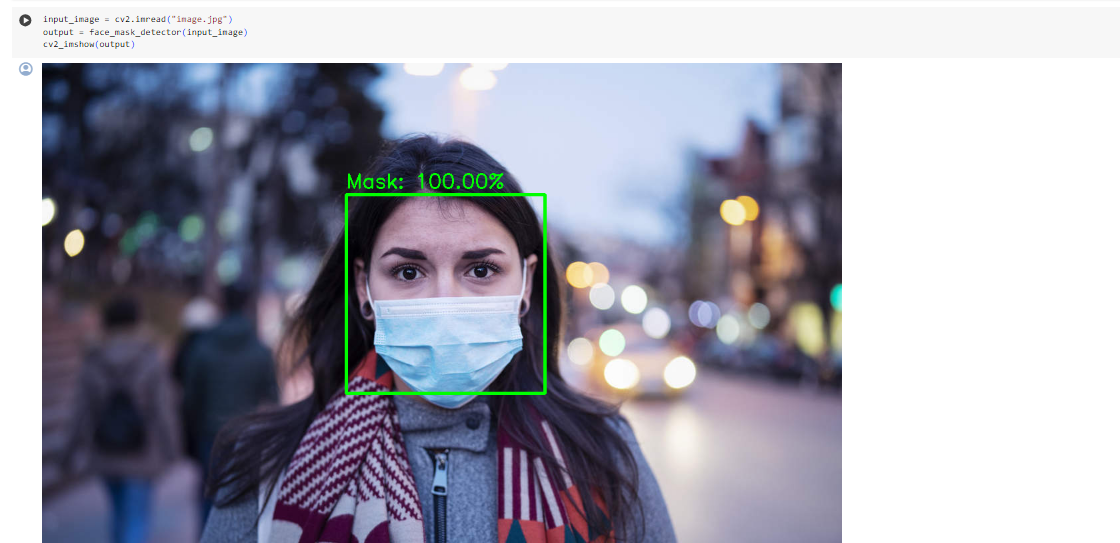 input_image = cv2.imread("image.jpg")
output = face_mask_detector(input_image)
cv2_imshow(output)
Mask: 100.00%